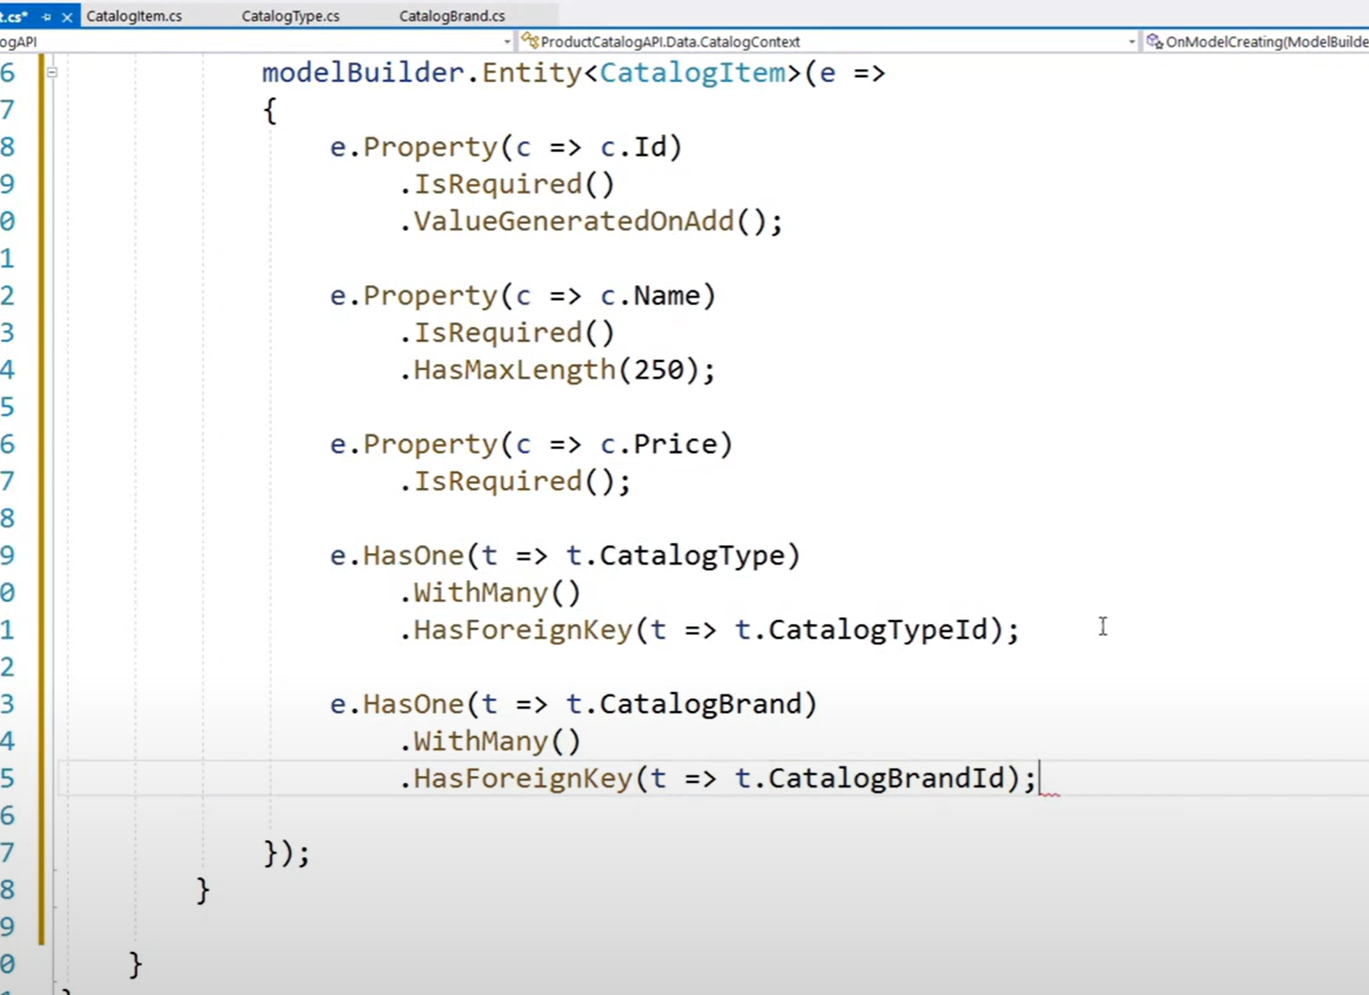 t.cs* CatalogItem.cs CatalogType.cs CatalogBrand.cs
ogAPI ProductCatalogAPI.Data.CatalogContext OnModelCreating(ModelBuilde
6 modelBuilder.Entity<CatalogItem>(e =>
7 {
8 e.Property(c => c.Id)
9 .IsRequired()
0 .ValueGeneratedOnAdd();
1
2 e.Property(c => c.Name)
3 .IsRequired()
4 .HasMaxLength(250);
5
6 e.Property(c => c.Price)
7 .IsRequired();
8
9 e.HasOne(t => t.CatalogType)
0 .WithMany()
1 .HasForeignKey(t => t.CatalogTypeId);
2
3 e.HasOne(t => t.CatalogBrand)
4 .WithMany()
5 .HasForeignKey(t => t.CatalogBrandId);
6
7 });
8 }
9
0 }